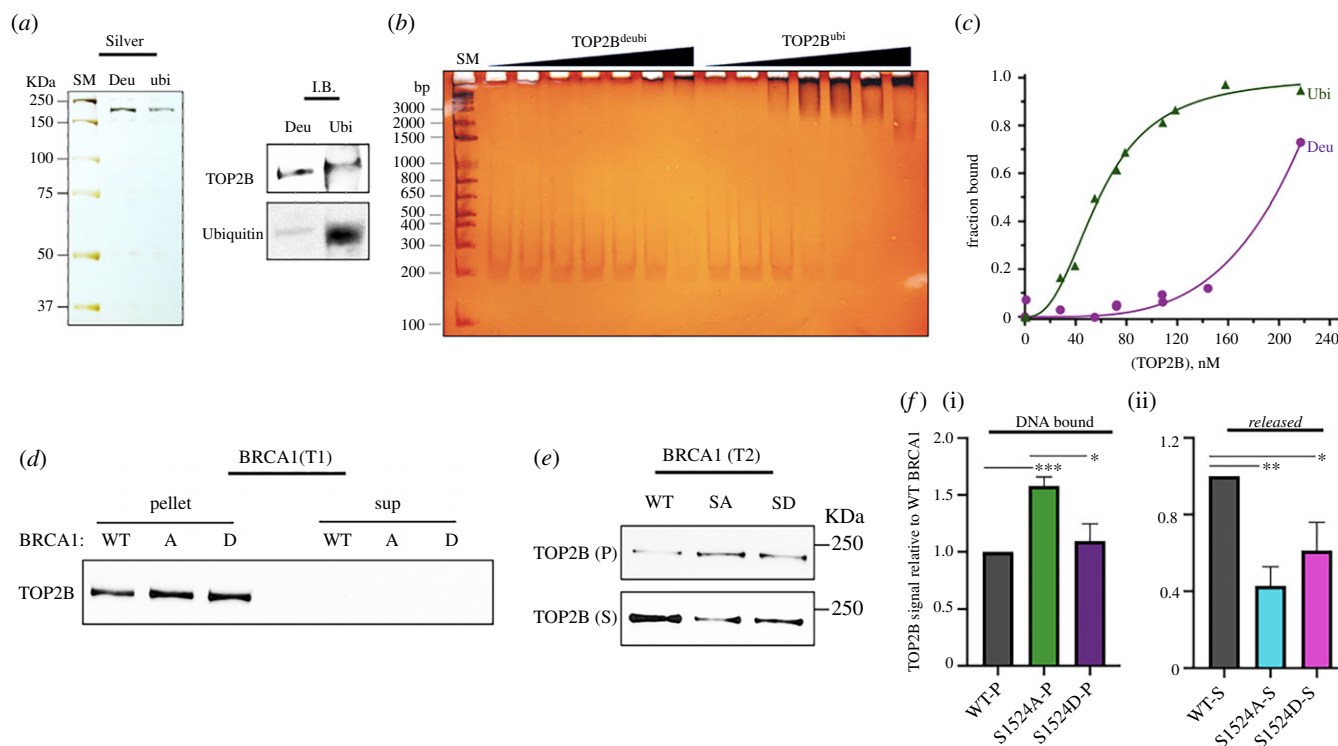 (a)
Silver
KDa SM Deu ubi
250
150
100
75
50
37
I.B.
Deu Ubi
TOP2B
Ubiquitin
(b)
TOP2Bdeubi TOP2Bubi
SM
bp
3000
2000
1500
1000
800
650
500
400
300
200
100
(c)
fraction bound
1.0
0.8
0.6
0.4
0.2
0
0 40 80 120 160 200 240
(TOP2B), nM
Ubi
Deu
(d)
BRCA1(T1)
pellet sup
BRCA1: WT A D WT A D
TOP2B
(e)
BRCA1 (T2)
WT SA SD KDa
TOP2B (P) 250
TOP2B (S) 250
(f) (i)
DNA bound
TOP2B signal relative to WT BRCA1
2.0
1.5
1.0
0.5
0
*** *
WT-P S1524A-P S1524D-P
(ii)
released
1.2
0.8
0.4
0
** *
WT-S S1524A-S S1524D-S